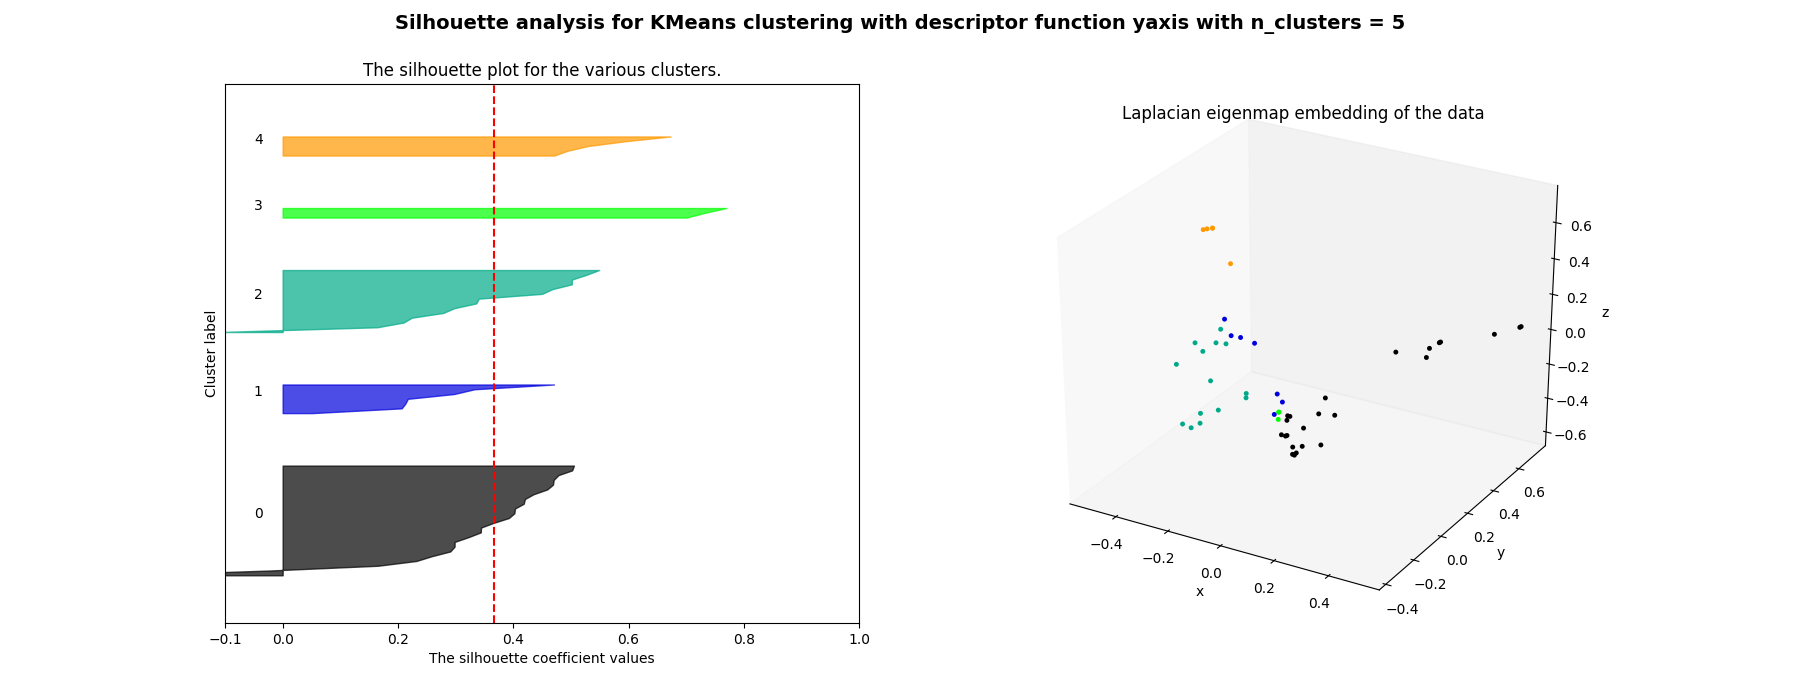 Silhouette analysis for KMeans clustering with descriptor function yaxis with n_clusters = 5
The silhouette plot for the various clusters.
4
3
2
1
0
Cluster label
−0.1 0.0 0.2 0.4 0.6 0.8 1.0
The silhouette coefficient values
Laplacian eigenmap embedding of the data
0.6
0.4
0.2
0.0
−0.2
−0.4
−0.6
z
−0.4
−0.2
0.0
0.2
0.4
x
0.6
0.4
0.2
0.0
−0.2
−0.4
y